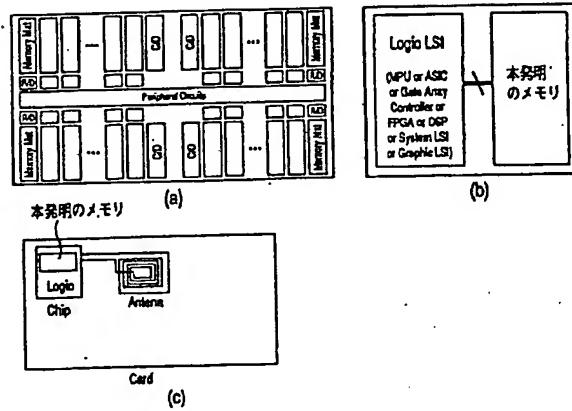 Memory Mat
C/D
C/D
Memory Mat
R/D
R/D
Peripheral Circuits
R/D
R/D
Memory Mat
C/D
C/D
Memory Mat
(a)
Logic LSI
(MPU or ASIC
or Gate Array
Controller or
FPGA or DSP
or System LSI
or Graphic LSI)
本発明
のメモリ
(b)
本発明のメモリ
Logic
Chip
Antena
Card
(c)